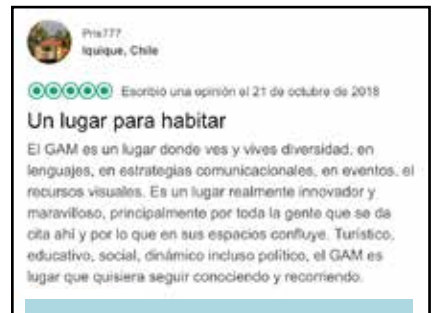 Pris777
Iquique, Chile
Escribió una opinión el 21 de octubre de 2018
Un lugar para habitar
El GAM es un lugar donde ves y vives diversidad, en
lenguajes, en estrategias comunicacionales, en eventos, el
recursos visuales. Es un lugar realmente innovador y
maravilloso, principalmente por toda la gente que se da
cita ahí y por lo que en sus espacios confluye. Turístico,
educativo, social, dinámico incluso político, el GAM es
lugar que quisiera seguir conociendo y recorriendo.